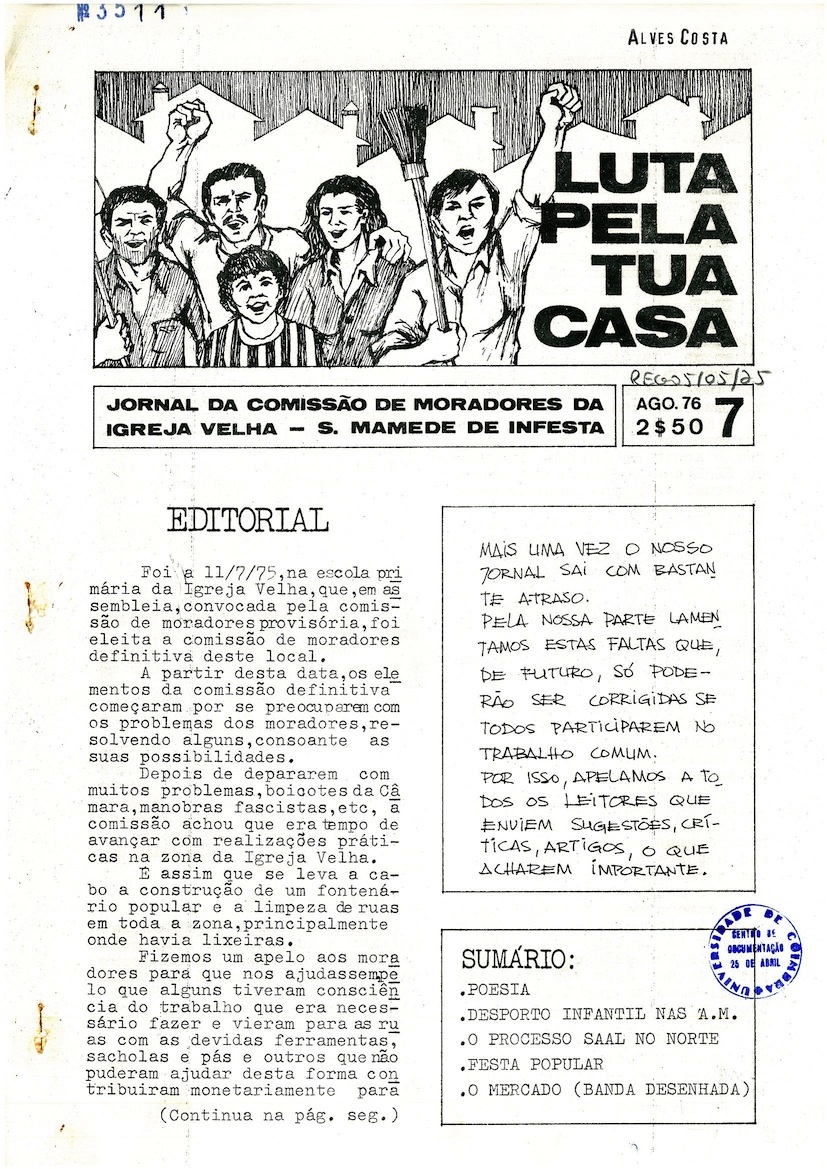 Nº 3511
ALVES COSTA
LUTA
PELA
TUA
CASA
REG05/05/25
JORNAL DA COMISSÃO DE MORADORES DA
IGREJA VELHA — S. MAMEDE DE INFESTA
AGO. 76
2$50
7
EDITORIAL
Foi a 11/7/75,na escola pri
mária da Igreja Velha,que,em as
sembleia,convocada pela comis-
são de moradores provisória,foi
eleita a comissão de moradores
definitiva deste local.
A partir desta data,os ele
mentos da comissão definitiva
começaram por se preocuparem com
os problemas dos moradores,re-
solvendo alguns,consoante as
suas possibilidades.
Depois de depararem com
muitos problemas,boicotes da Câ
mara,manobras fascistas,etc, a
comissão achou que era tempo de
avançar com realizações práti-
cas na zona da Igreja Velha.
É assim que se leva a ca-
bo a construção de um fontená-
rio popular e a limpeza de ruas
em toda a zona,principalmente
onde havia lixeiras.
Fizemos um apelo aos mora
dores para que nos ajudassem pe
lo que alguns tiveram consciên
cia do trabalho que era neces-
sário fazer e vieram para as ru
as com as devidas ferramentas,
sacholas e pás e outros que não
puderam ajudar desta forma con
tribuiram monetariamente para
(Continua na pág. seg.)
MAIS UMA VEZ O NOSSO
JORNAL SAI COM BASTAN
TE ATRASO.
PELA NOSSA PARTE LAMEN
TAMOS ESTAS FALTAS QUE,
DE FUTURO, SÓ PODE-
RÃO SER CORRIGIDAS SE
TODOS PARTICIPAREM NO
TRABALHO COMUM.
POR ISSO, APELAMOS A TO
DOS OS LEITORES QUE
ENVIEM SUGESTÕES, CRÍ-
TICAS, ARTIGOS, O QUE
ACHAREM IMPORTANTE.
UNIVERSIDADE DE COIMBRA
CENTRO DE
DOCUMENTAÇÃO
25 DE ABRIL
SUMÁRIO:
.POESIA
.DESPORTO INFANTIL NAS A.M.
.O PROCESSO SAAL NO NORTE
.FESTA POPULAR
.O MERCADO (BANDA DESENHADA)